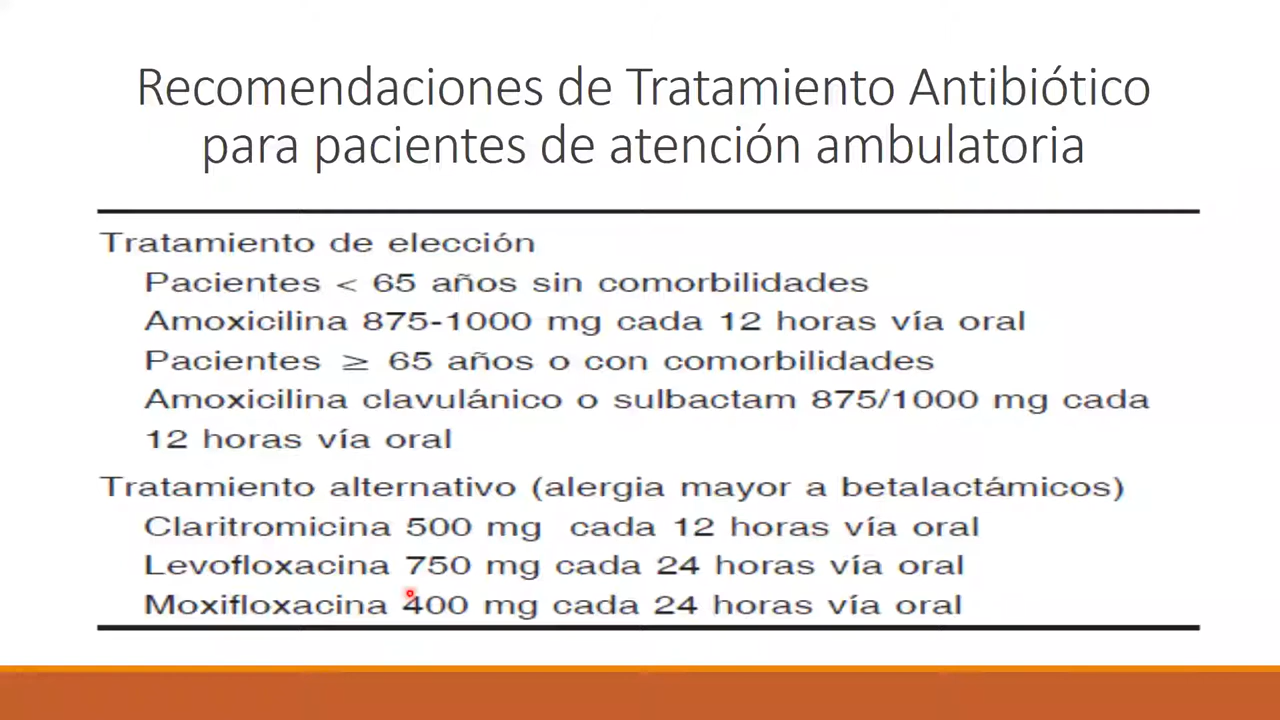 Recomendaciones de Tratamiento Antibiótico
para pacientes de atención ambulatoria
Tratamiento de elección
Pacientes < 65 años sin comorbilidades
Amoxicilina 875-1000 mg cada 12 horas vía oral
Pacientes ≥ 65 años o con comorbilidades
Amoxicilina clavulánico o sulbactam 875/1000 mg cada
12 horas vía oral
Tratamiento alternativo (alergia mayor a betalactámicos)
Claritromicina 500 mg cada 12 horas vía oral
Levofloxacina 750 mg cada 24 horas vía oral
Moxifloxacina 400 mg cada 24 horas vía oral